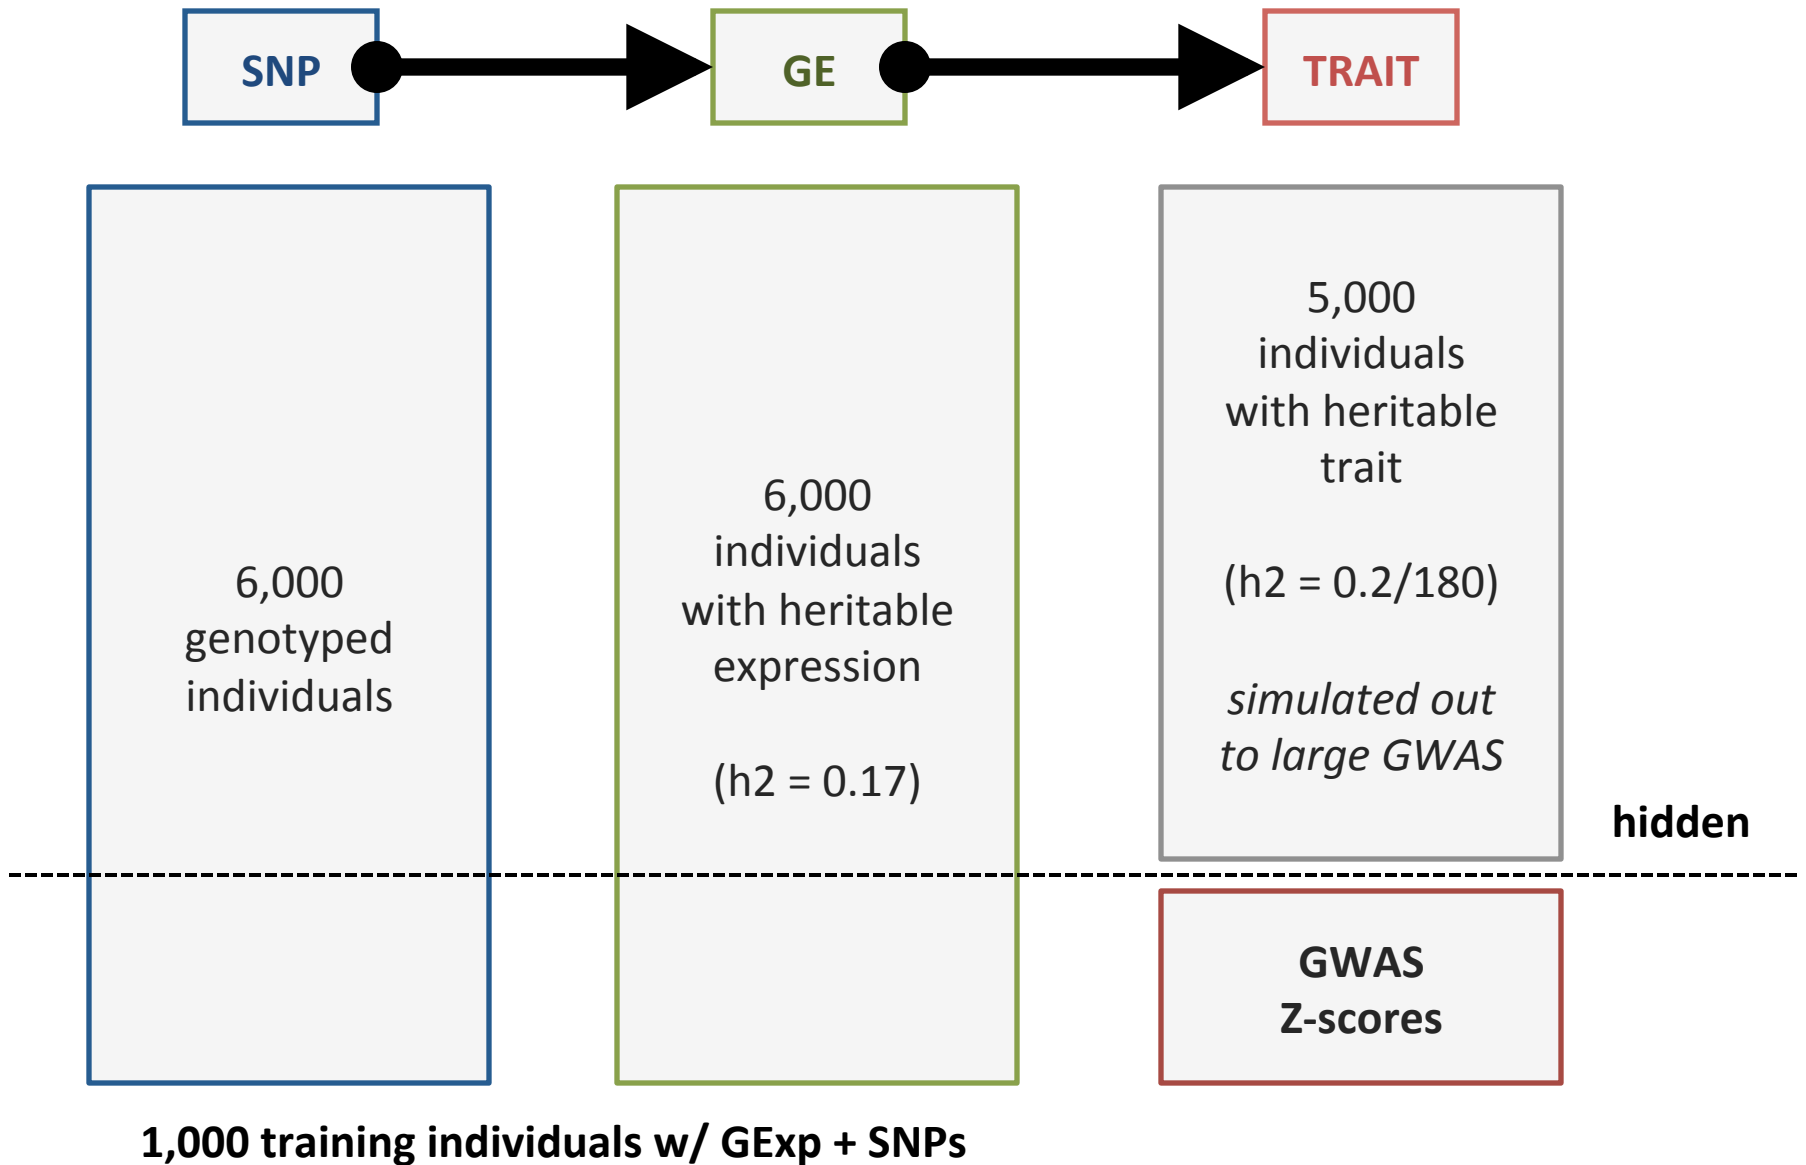 SNP
GE
TRAIT
6,000
genotyped
individuals
6,000
individuals
with heritable
expression
(h2 = 0.17)
5,000
individuals
with heritable
trait
(h2 = 0.2/180)
simulated out
to large GWAS
hidden
GWAS
Z-scores
1,000 training individuals w/ GExp + SNPs